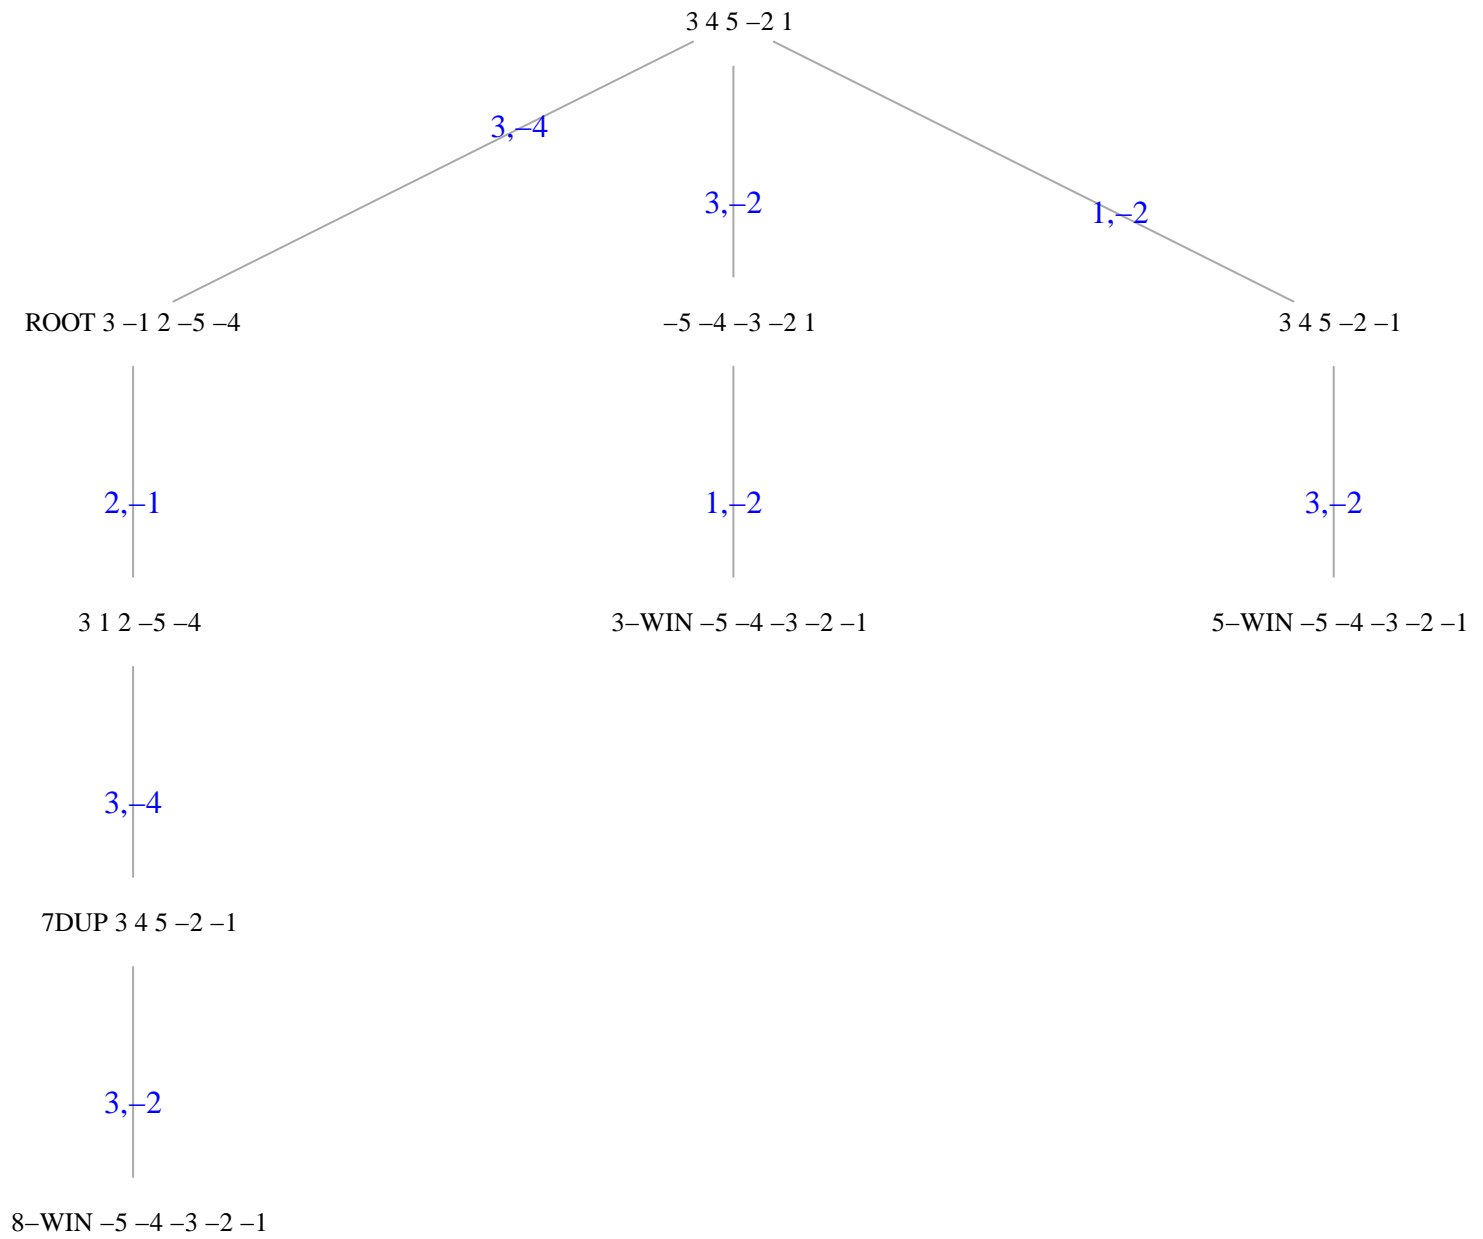 3 4 5 –2 1
3,–4
3,–2
1,–2
ROOT 3 –1 2 –5 –4
–5 –4 –3 –2 1
3 4 5 –2 –1
2,–1
1,–2
3,–2
3 1 2 –5 –4
3–WIN –5 –4 –3 –2 –1
5–WIN –5 –4 –3 –2 –1
3,–4
7DUP 3 4 5 –2 –1
3,–2
8–WIN –5 –4 –3 –2 –1